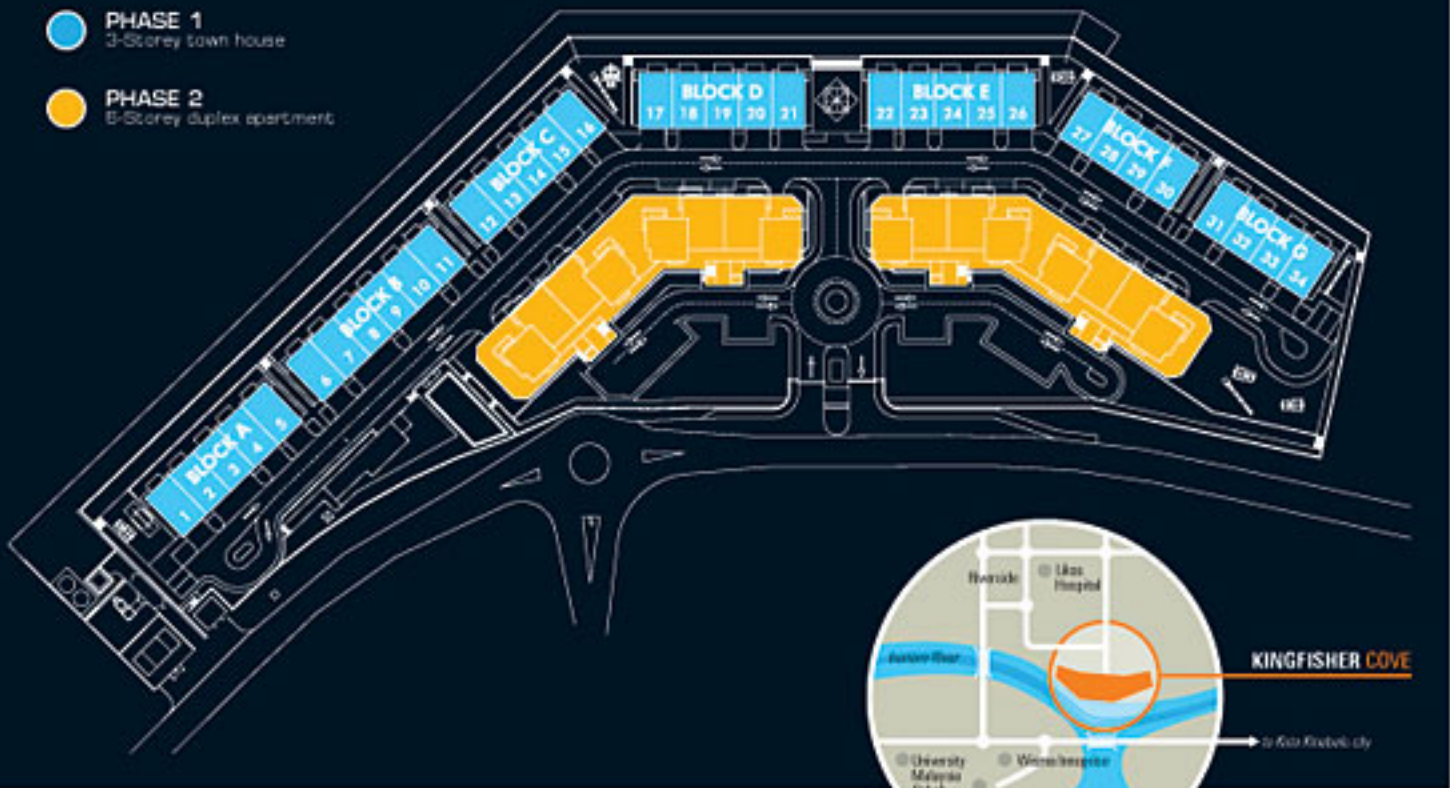 PHASE 1
3-Storey town house
PHASE 2
6-Storey duplex apartment
BLOCK A
1 2 3 4 5
BLOCK B
6 7 8 9 10 11
BLOCK C
12 13 14 15 16
BLOCK D
17 18 19 20 21
BLOCK E
22 23 24 25 26
BLOCK F
27 28 29 30
BLOCK G
31 32 33 34
Riverside
Likas
Hospital
River
KINGFISHER COVE
to Kota Kinabalu city
University
Malaysia
Wisma Innoprise